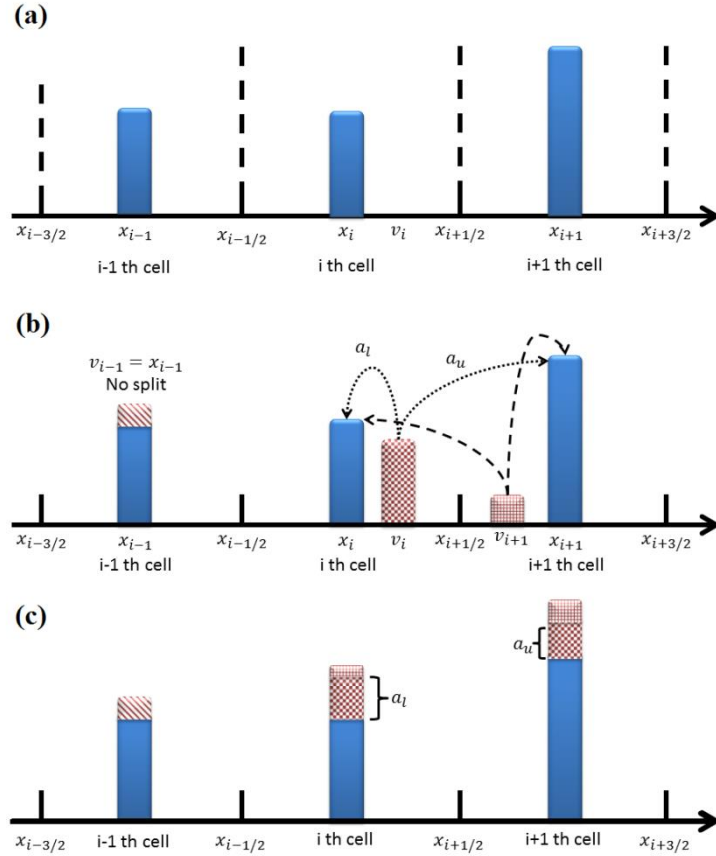 (a)
x_{i−3/2} x_{i−1} x_{i−1/2} x_i v_i x_{i+1/2} x_{i+1} x_{i+3/2}
i-1 th cell i th cell i+1 th cell
(b)
v_{i−1} = x_{i−1}
No split
a_l a_u
x_{i−3/2} x_{i−1} x_{i−1/2} x_i v_i x_{i+1/2} v_{i+1} x_{i+1} x_{i+3/2}
i-1 th cell i th cell i+1 th cell
(c)
a_u
a_l
x_{i−3/2} i-1 th cell x_{i−1/2} i th cell x_{i+1/2} i+1 th cell x_{i+3/2}